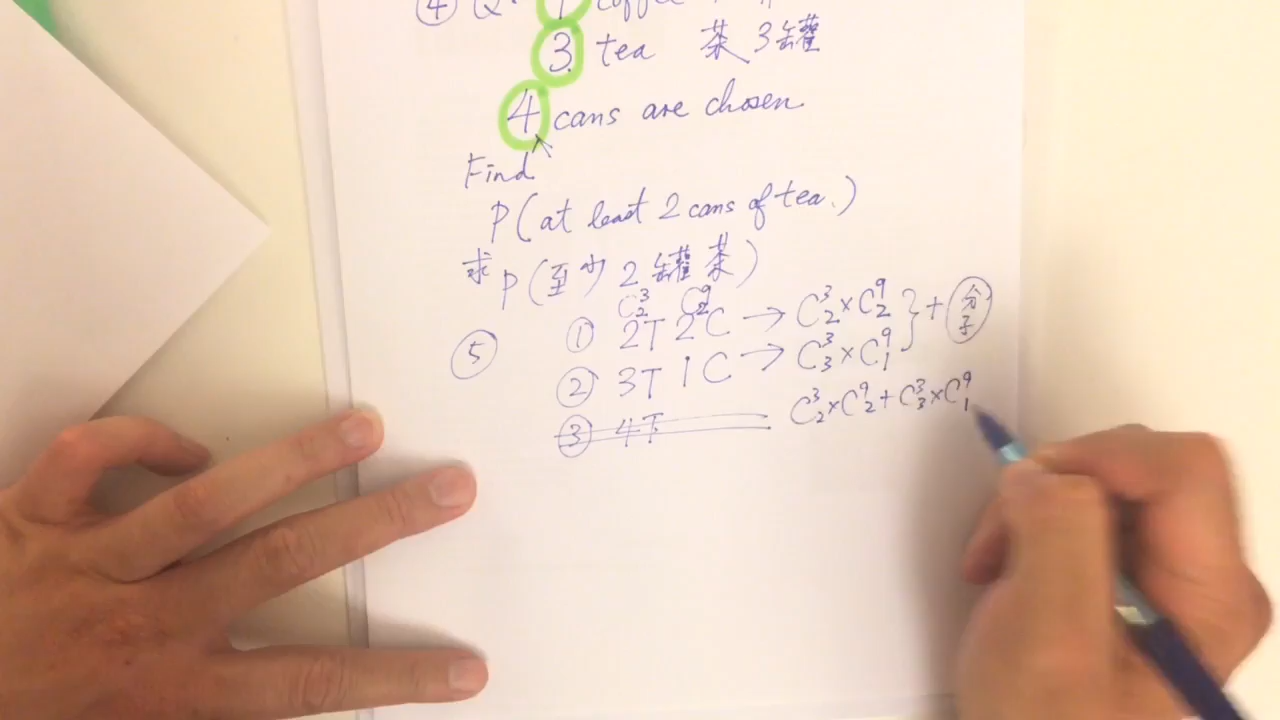 ④ Q: coffee
3 tea 茶 3罐
4 cans are chosen
Find
P(at least 2 cans of tea.)
求 P(至少 2 罐茶)
C³₂ C⁹₂
⑤ ① 2T 2C → C³₂×C⁹₂ } + 分子
② 3T 1C → C³₃×C⁹₁
③ 4T
C³₂×C⁹₂+C³₃×C⁹₁